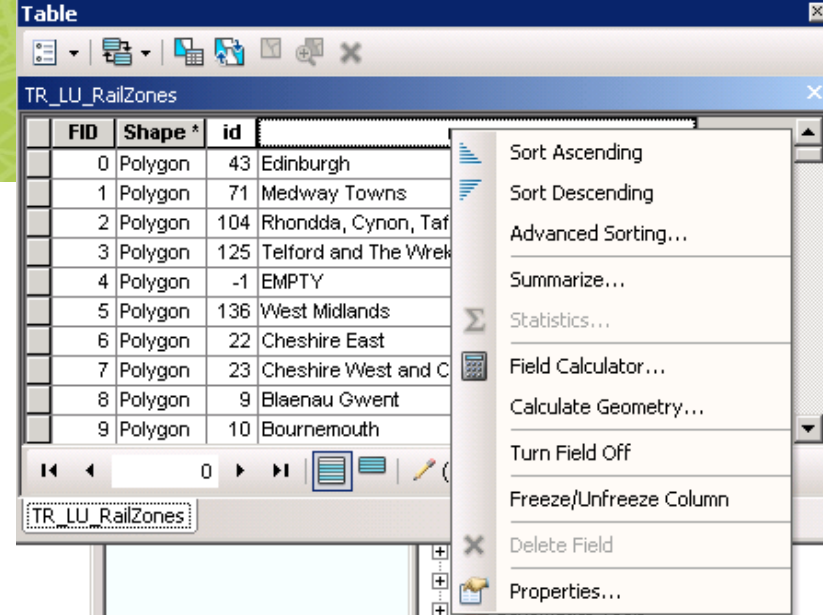 Table
TR_LU_RailZones
FID Shape * id
0 Polygon 43 Edinburgh
1 Polygon 71 Medway Towns
2 Polygon 104 Rhondda, Cynon, Taf
3 Polygon 125 Telford and The Wrek
4 Polygon -1 EMPTY
5 Polygon 136 West Midlands
6 Polygon 22 Cheshire East
7 Polygon 23 Cheshire West and C
8 Polygon 9 Blaenau Gwent
9 Polygon 10 Bournemouth
0 (
TR_LU_RailZones
Sort Ascending
Sort Descending
Advanced Sorting...
Summarize...
Σ Statistics...
Field Calculator...
Calculate Geometry...
Turn Field Off
Freeze/Unfreeze Column
Delete Field
Properties...